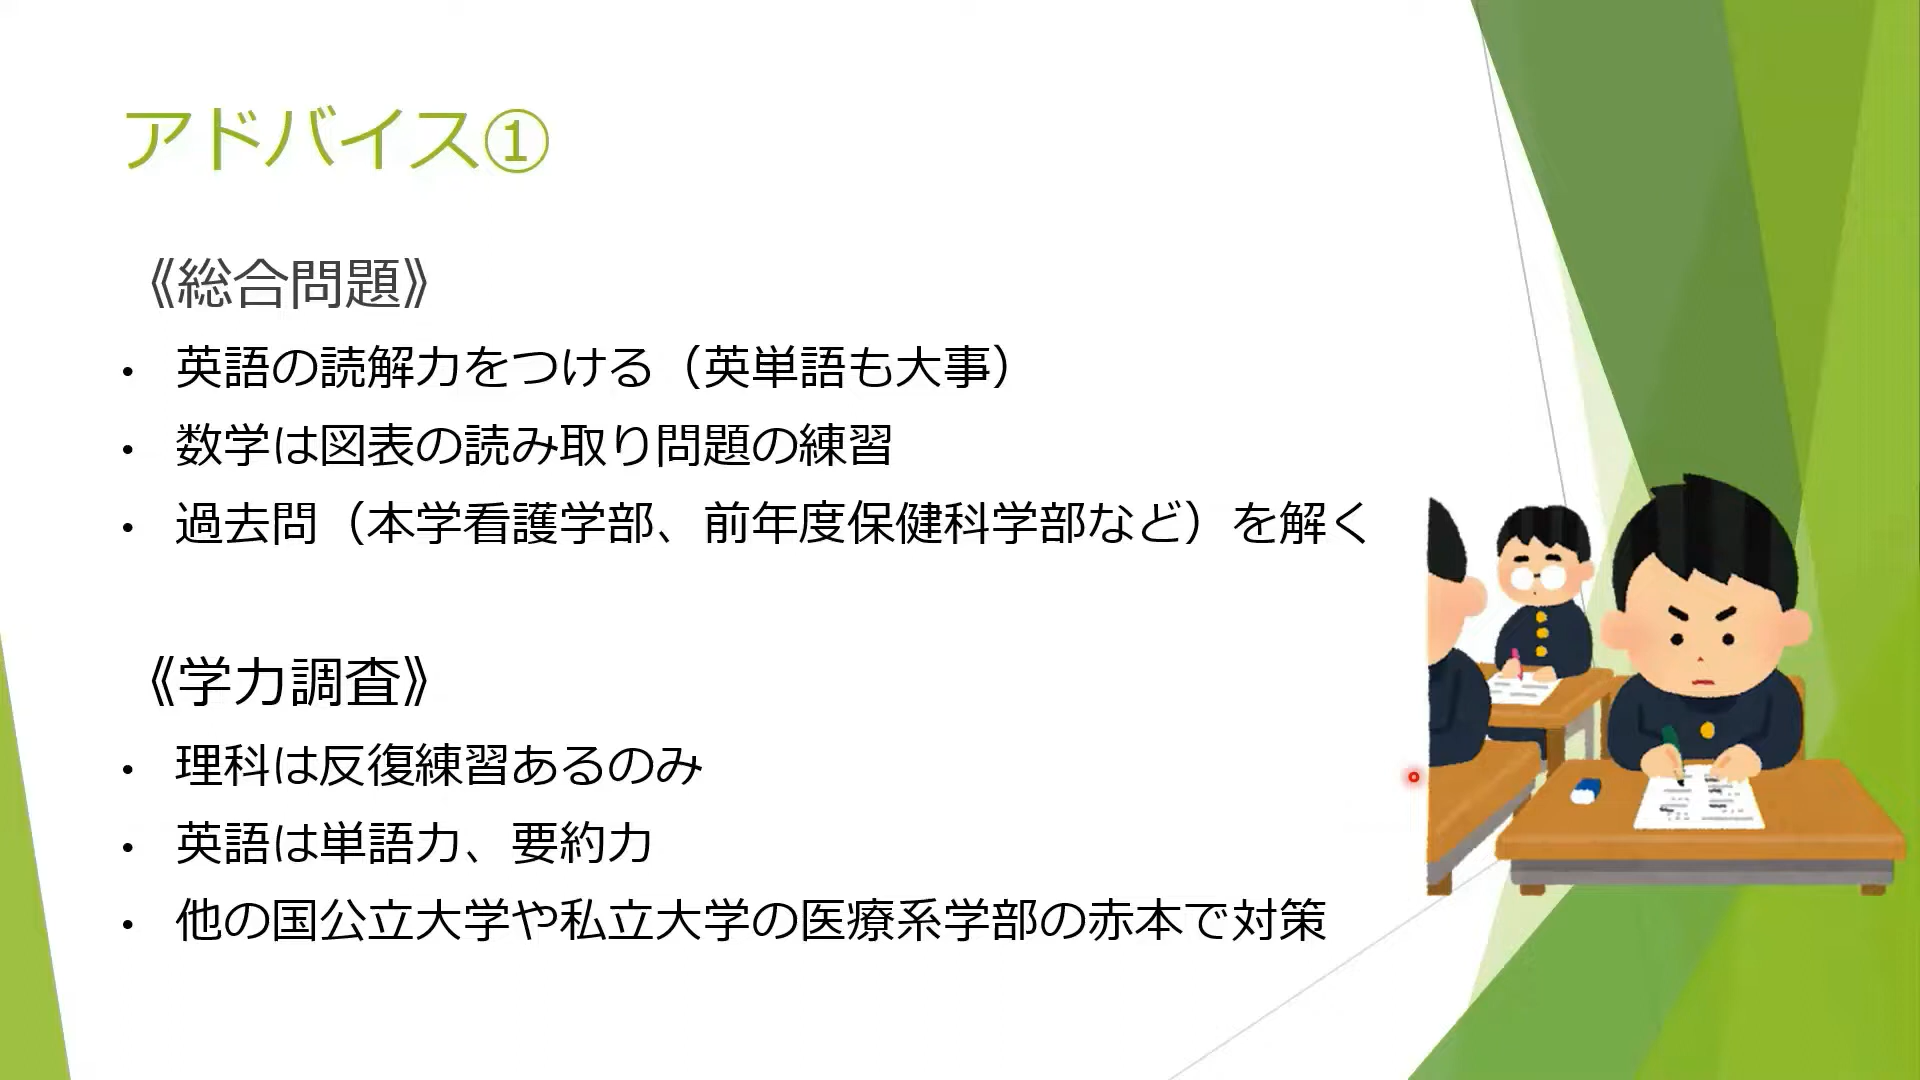 アドバイス①
《総合問題》
• 英語の読解力をつける（英単語も大事）
• 数学は図表の読み取り問題の練習
• 過去問（本学看護学部、前年度保健科学部など）を解く
《学力調査》
• 理科は反復練習あるのみ
• 英語は単語力、要約力
• 他の国公立大学や私立大学の医療系学部の赤本で対策